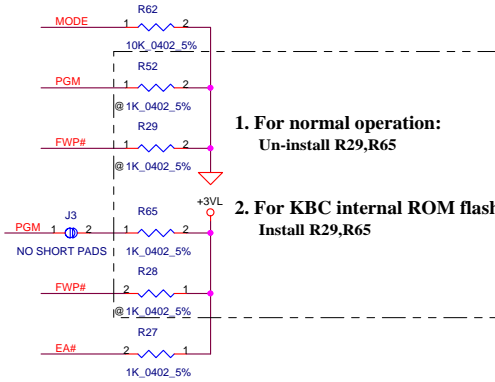 R62
MODE 1 2
10K_0402_5%
R52
PGM 1 2
@ 1K_0402_5%
R29
FWP# 1 2
@ 1K_0402_5%
1. For normal operation:
Un-install R29,R65
+3VL
2. For KBC internal ROM flash
Install R29,R65
J3 R65
PGM 1 2 1 2
NO SHORT PADS 1K_0402_5%
R28
FWP# 2 1
@ 1K_0402_5%
R27
EA# 2 1
1K_0402_5%